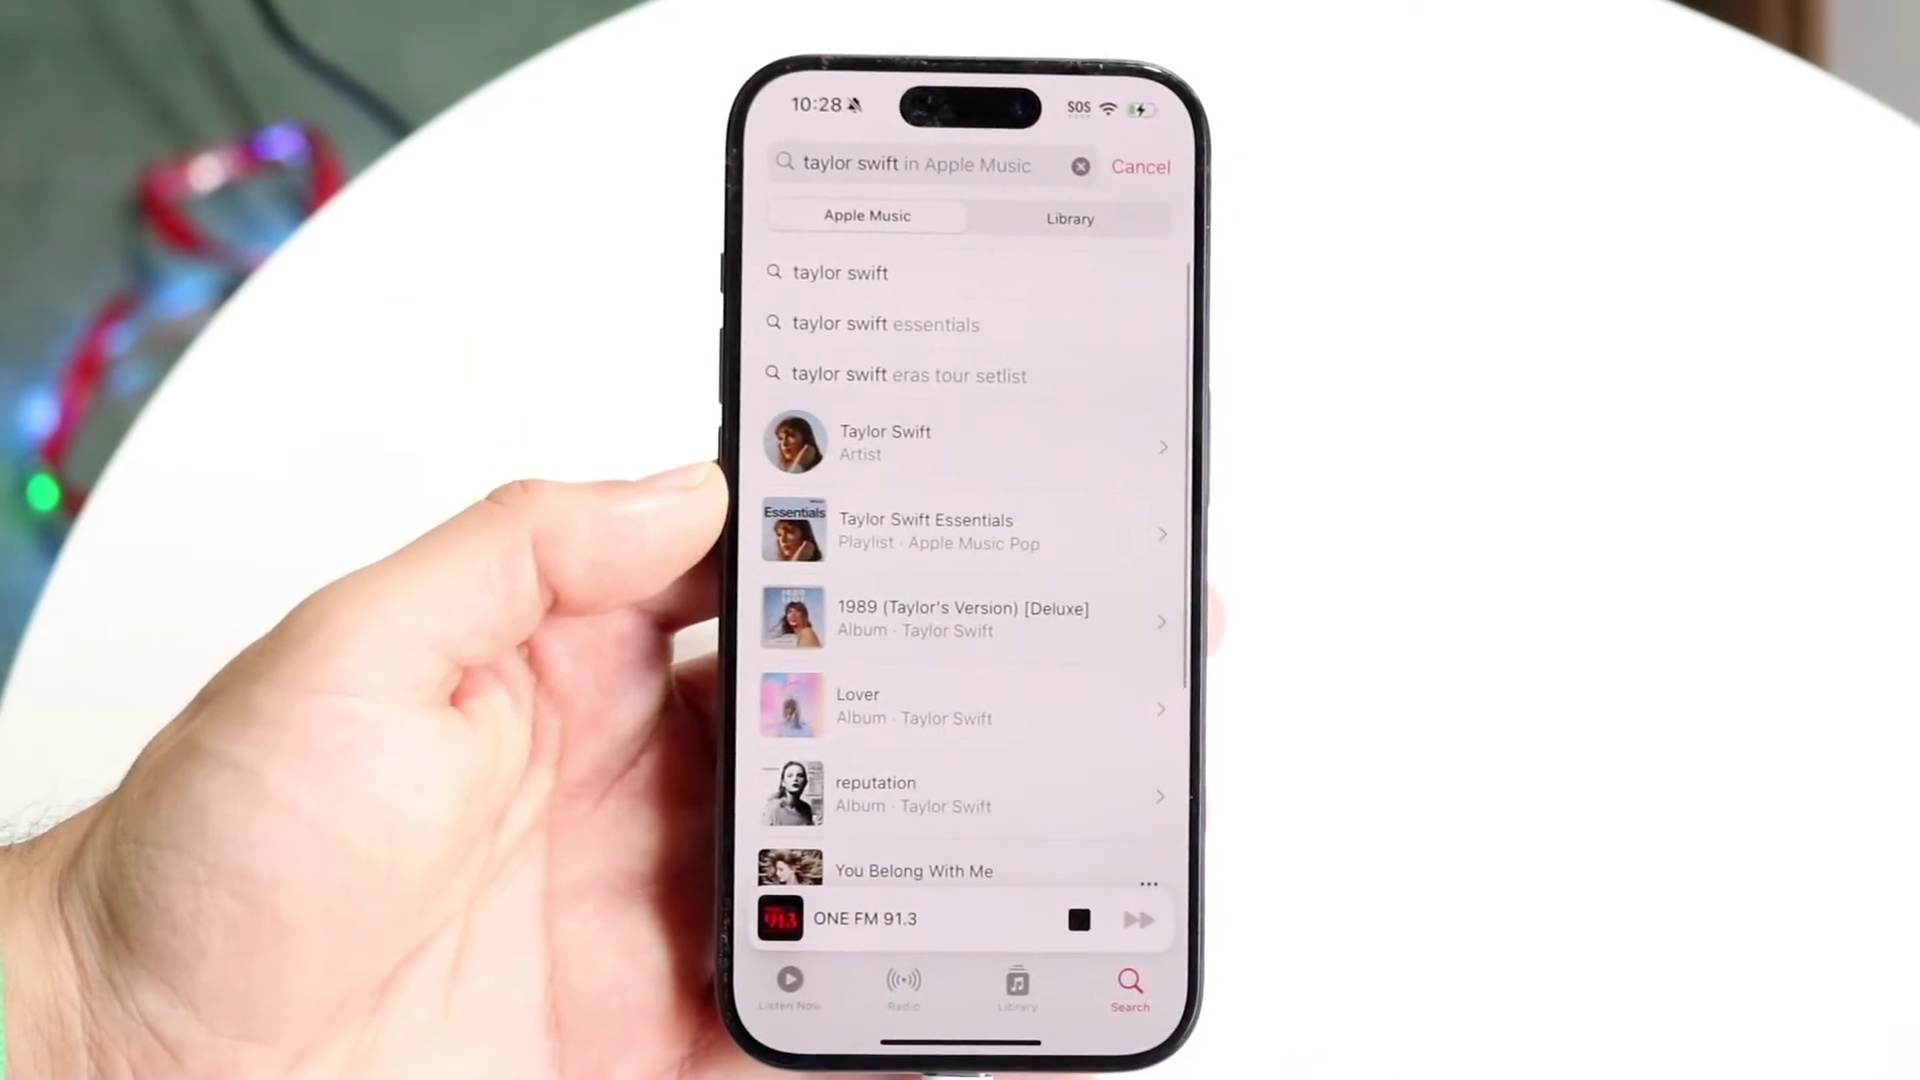 10:28
SOS
taylor swift in Apple Music
Cancel
Apple Music
Library
taylor swift
taylor swift essentials
taylor swift eras tour setlist
Taylor Swift
Artist
Essentials
Taylor Swift Essentials
Playlist · Apple Music Pop
1989 (Taylor's Version) [Deluxe]
Album · Taylor Swift
Lover
Album · Taylor Swift
reputation
Album · Taylor Swift
You Belong With Me
91.3
ONE FM 91.3
Listen Now
Radio
Library
Search